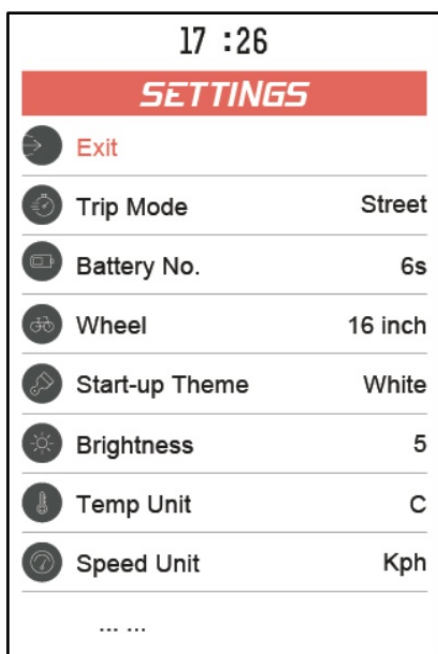 17 :26
SETTINGS
Exit
Trip Mode Street
Battery No. 6s
Wheel 16 inch
Start-up Theme White
Brightness 5
Temp Unit C
Speed Unit Kph
... ...